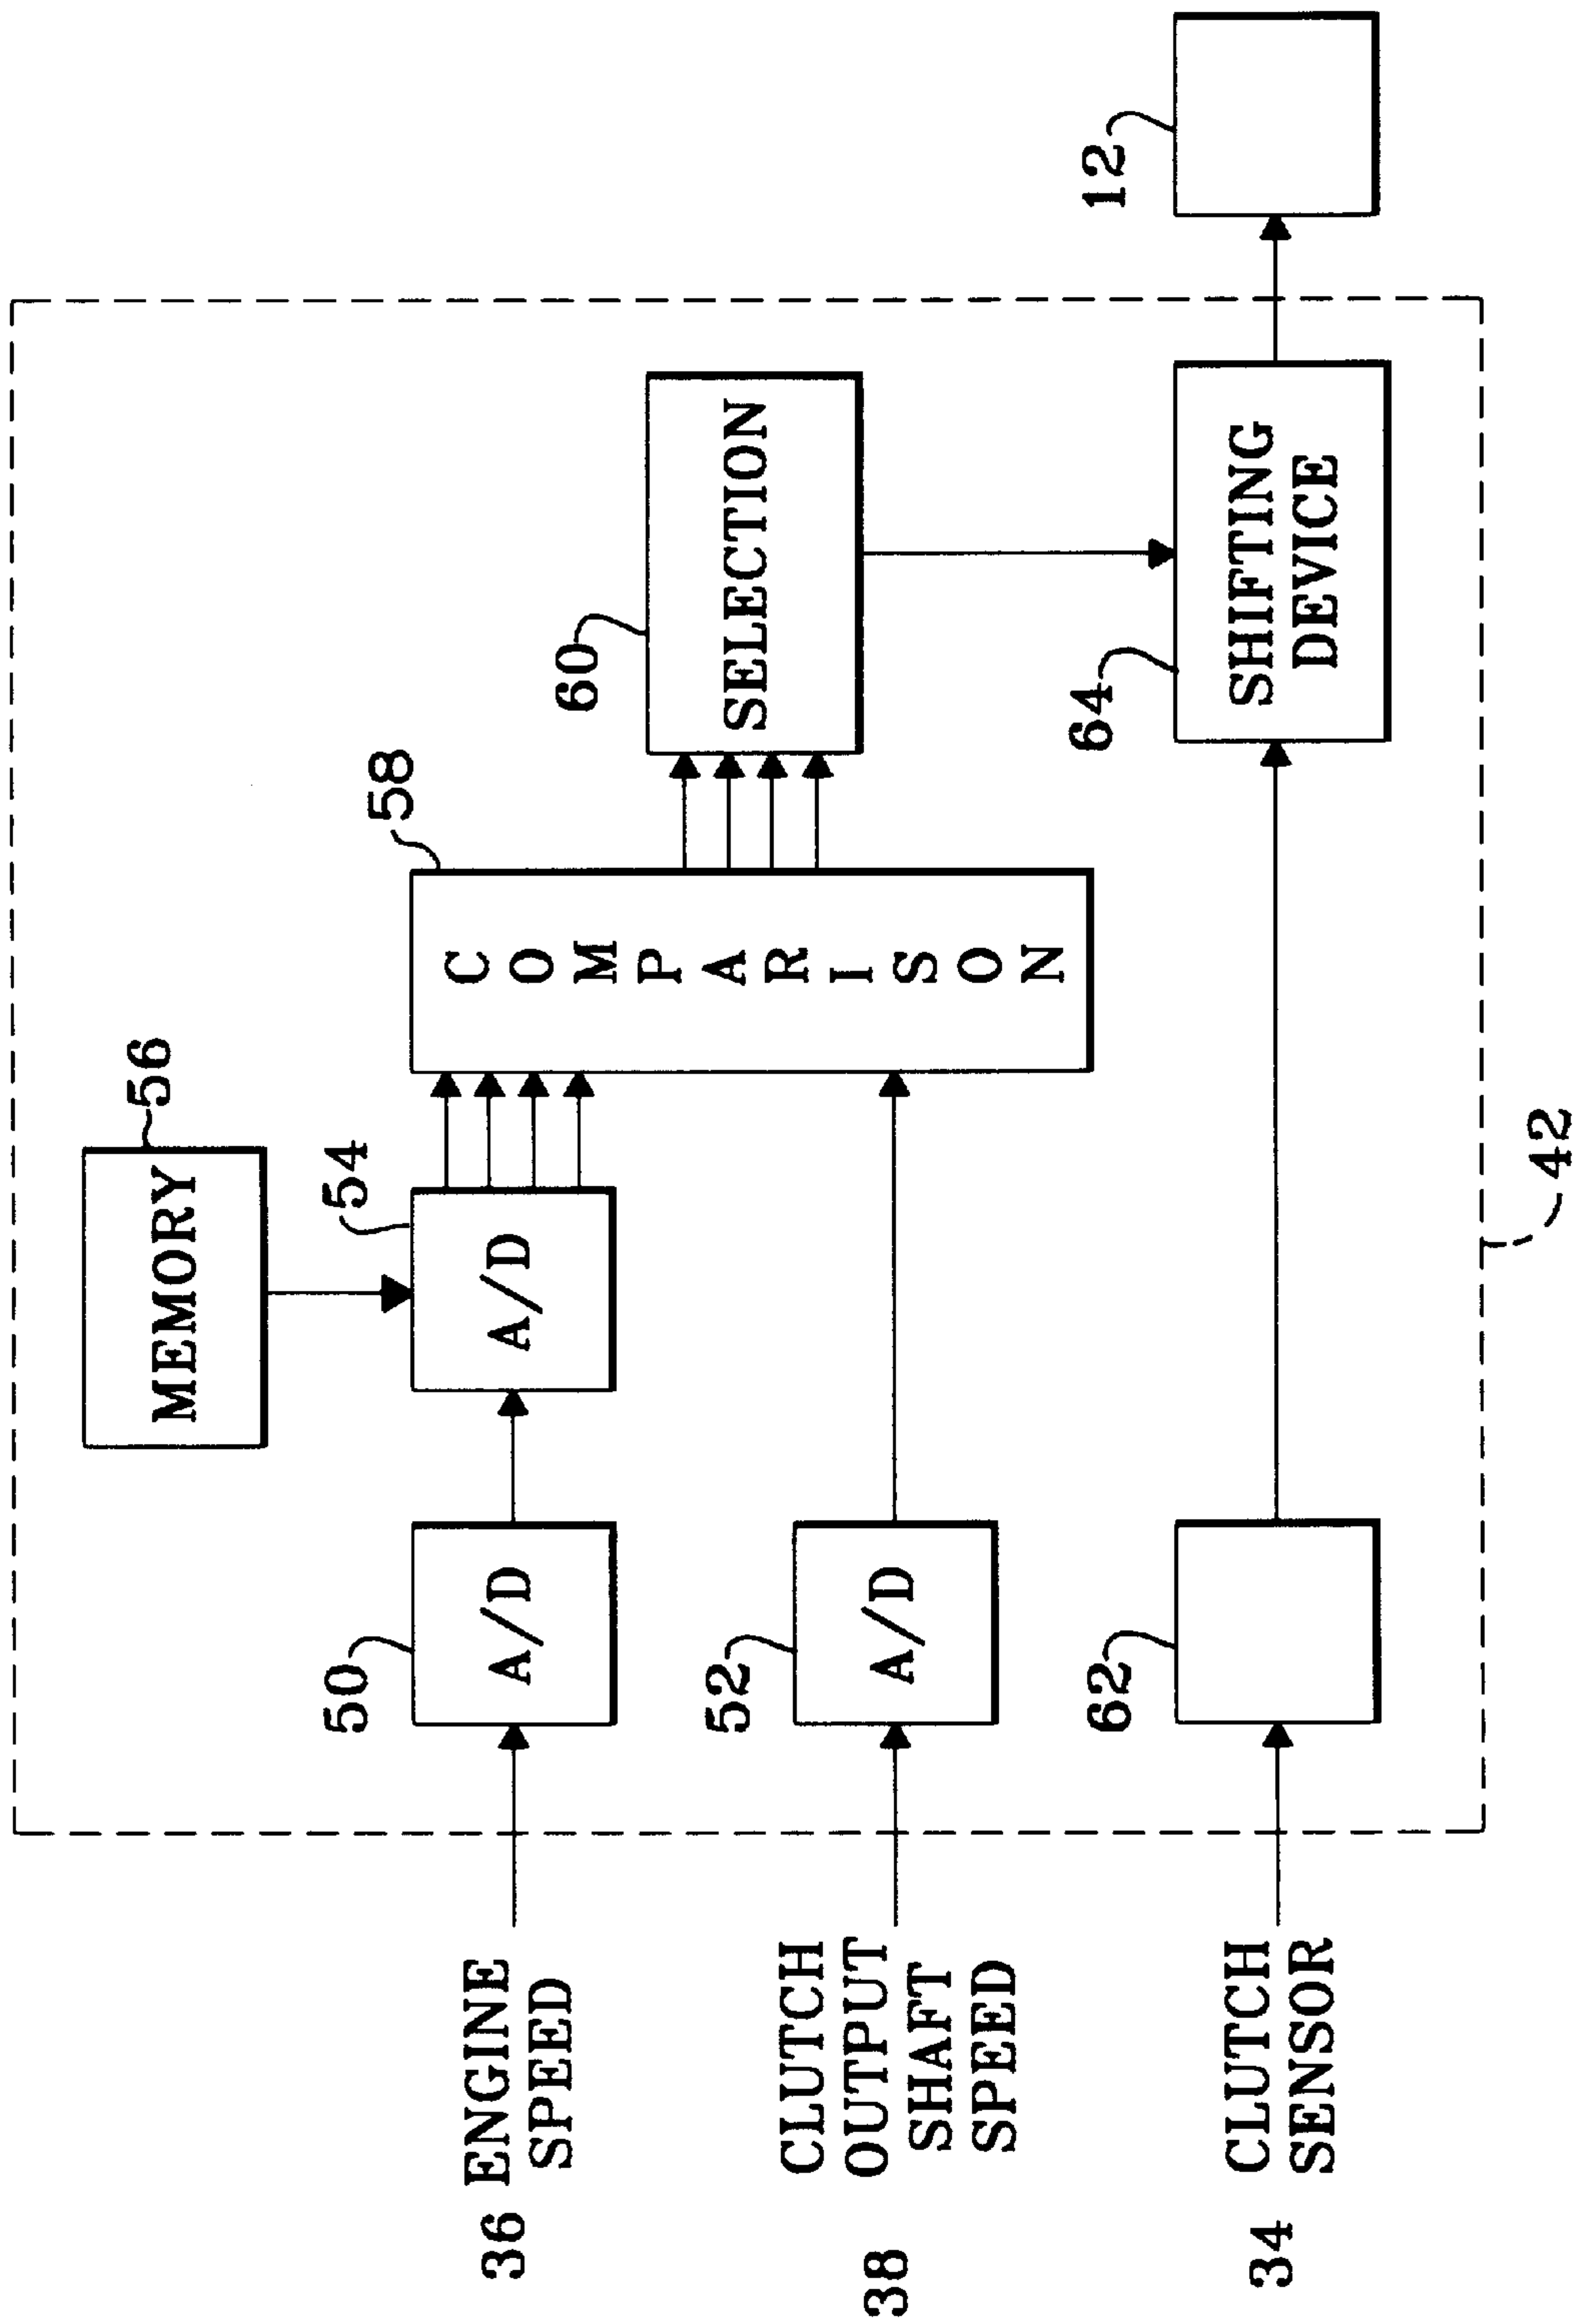 56
MEMORY
36 ENGINE
SPEED
50
A/D
54
A/D
58
COMPARISON
60
SELECTION
38
CLUTCH
OUTPUT
SHAFT
SPEED
52
A/D
34
CLUTCH
SENSOR
62
64
SHIFTING
DEVICE
12
42